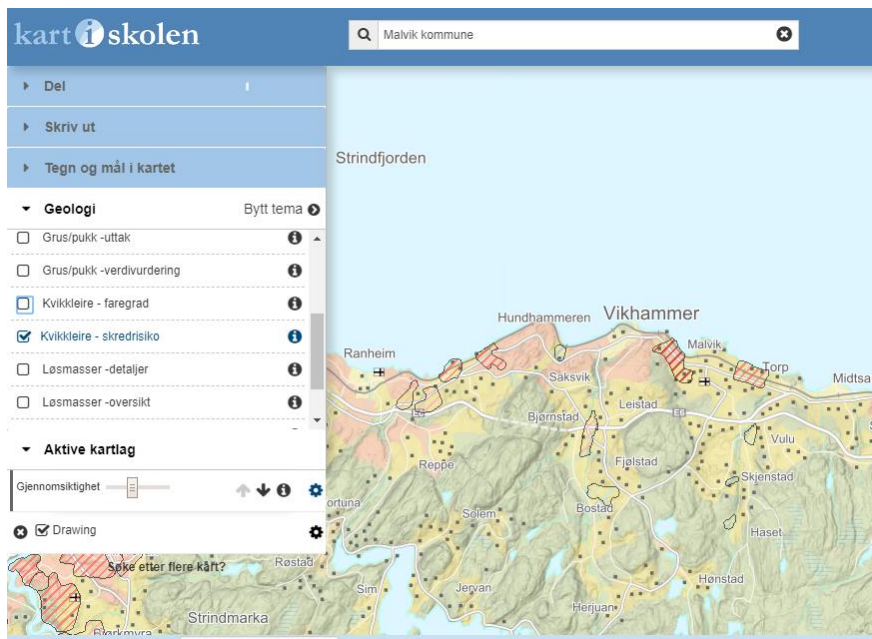 kart i skolen
Malvik kommune
Del
Skriv ut
Tegn og mål i kartet
Geologi
Bytt tema
Grus/pukk -uttak
Grus/pukk -verdivurdering
Kvikkleire - faregrad
Kvikkleire - skredrisiko
Løsmasser -detaljer
Løsmasser -oversikt
Aktive kartlag
Gjennomsiktighet
Drawing
Søke etter flere kart?
Strindfjorden
Hundhammeren
Vikhammer
Ranheim
Malvik
Saksvik
Torp
Midtsa
Leistad
Bjørnstad
E6
Vulu
Reppe
Fjølstad
Skjenstad
ortuna
Solem
Bostad
Haset
Røstad
Sim
Jervan
Herjuan
Hønstad
Strindmarka
Bjørkmyra